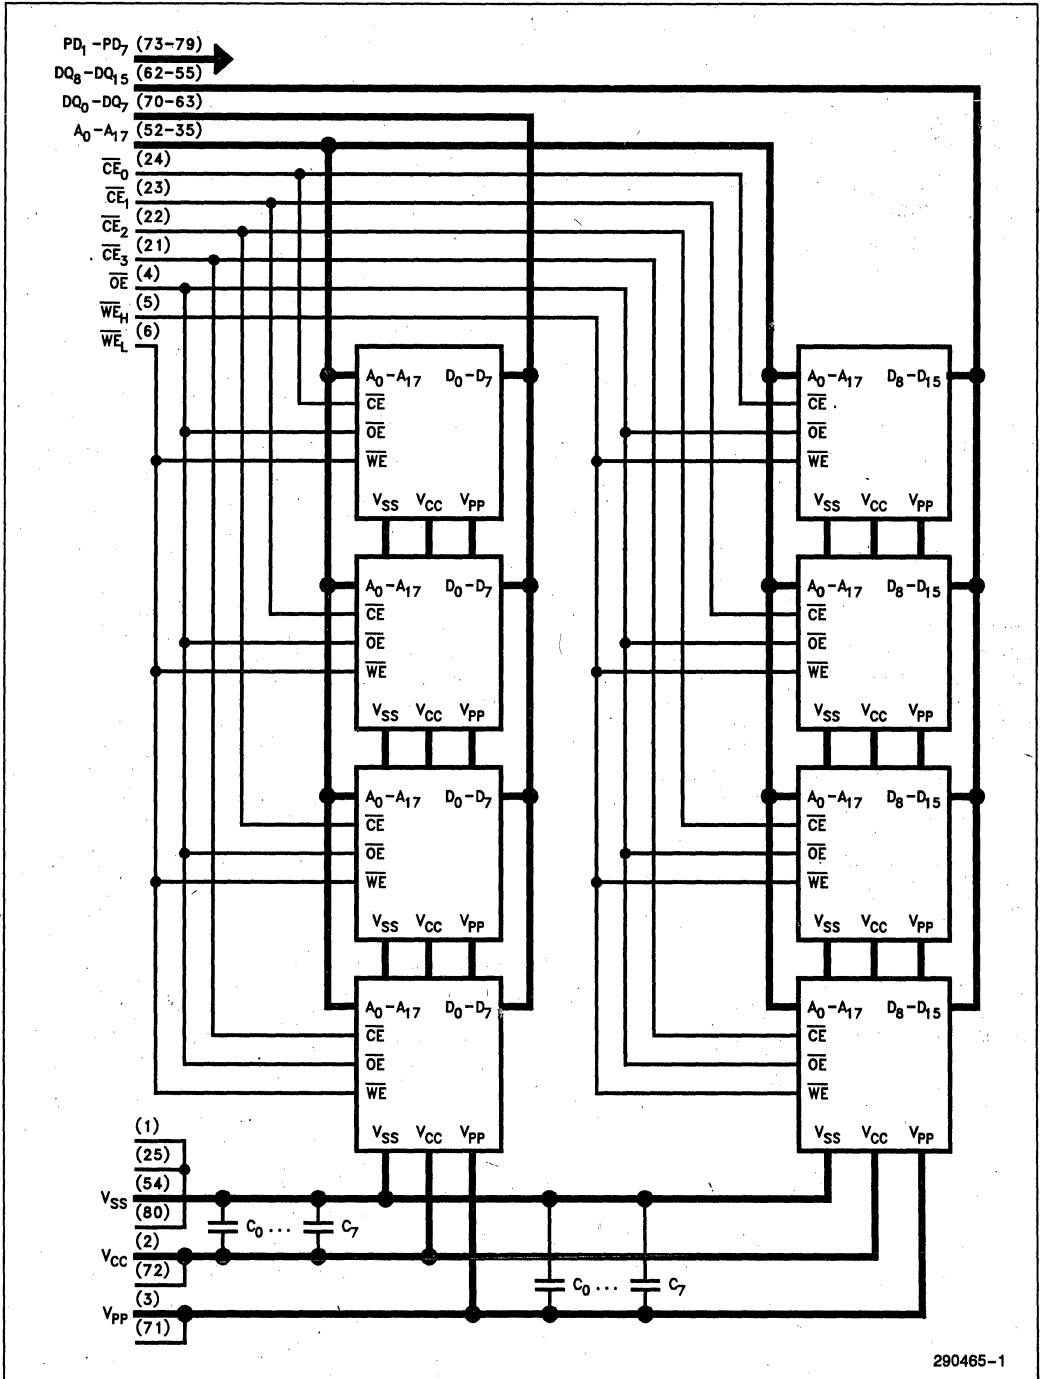 PD1-PD7 (73-79)
DQ8-DQ15 (62-55)
DQ0-DQ7 (70-63)
A0-A17 (52-35)
CE0 (24)
CE1 (23)
CE2 (22)
CE3 (21)
OE (4)
WEH (5)
WEL (6)
A0-A17 D0-D7
CE
OE
WE
VSS VCC VPP
A0-A17 D8-D15
CE
OE
WE
VSS VCC VPP
A0-A17 D0-D7
CE
OE
WE
VSS VCC VPP
A0-A17 D8-D15
CE
OE
WE
VSS VCC VPP
A0-A17 D0-D7
CE
OE
WE
VSS VCC VPP
A0-A17 D8-D15
CE
OE
WE
VSS VCC VPP
A0-A17 D0-D7
CE
OE
WE
VSS VCC VPP
A0-A17 D8-D15
CE
OE
WE
VSS VCC VPP
(1)
(25)
VSS (54)
(80)
C0 ... C7
VCC (2)
(72)
C0 ... C7
VPP (3)
(71)
290465-1